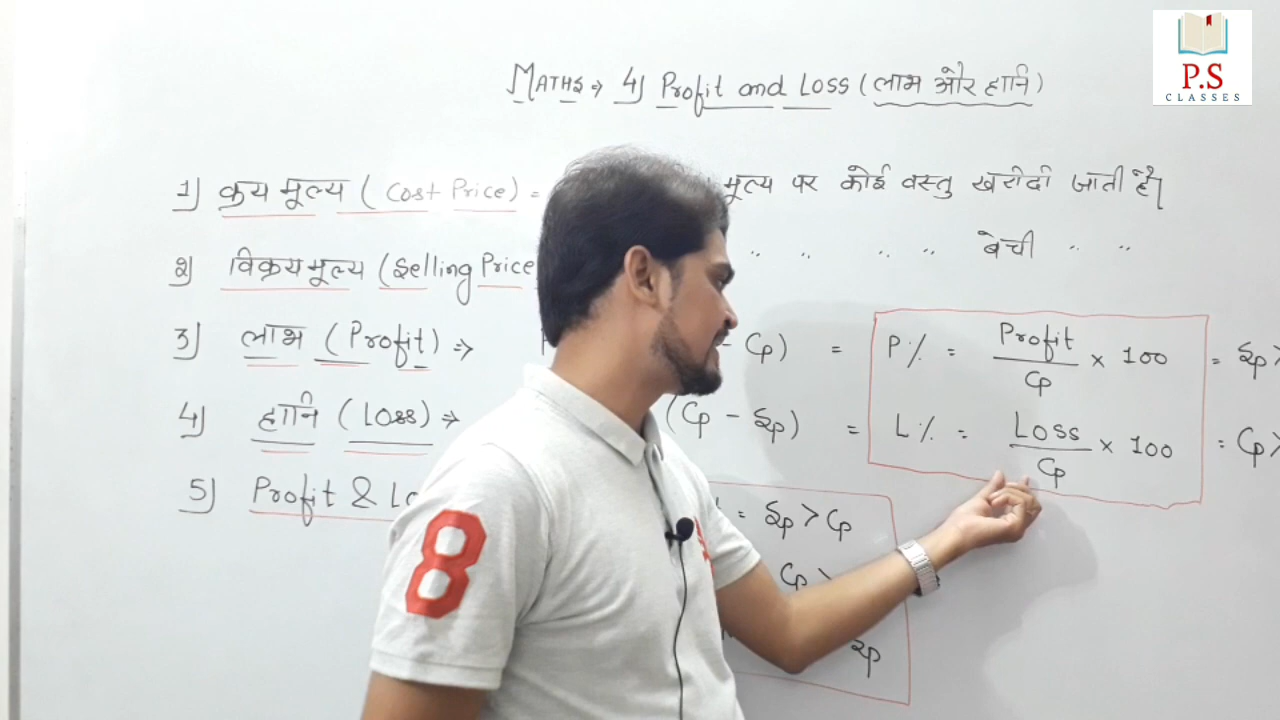 P.S
CLASSES
MATHS → 4) Profit and Loss (लाभ और हानि)
1) क्रय मूल्य (Cost Price) = मूल्य पर कोई वस्तु खरीदी जाती है।
2) विक्रय मूल्य (Selling Price " " " " बेची " "
3) लाभ (Profit) → - Cp) = P% = Profit/Cp × 100 = Sp>
4) हानि (Loss) → (Cp - Sp) = L% = Loss/Cp × 100 = Cp>
5) Profit & = Sp > Cp
Cp >
Sp
8